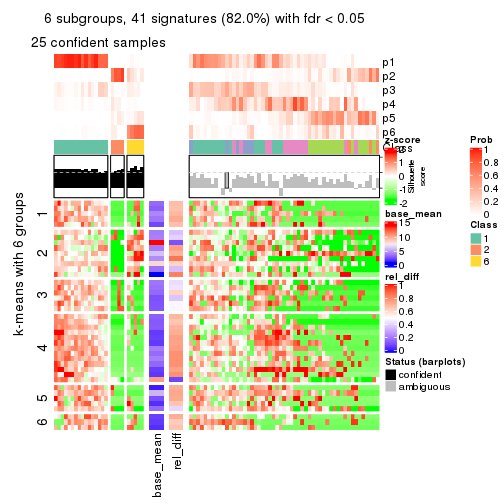 6 subgroups, 41 signatures (82.0%) with fdr < 0.05
25 confident samples
p1
p2
p3
p4
p5
p6
Class
z-score
2
1
0
-1
-2
Silhouette
score
Prob
1
0.8
0.6
0.4
0.2
0
Class
1
2
6
base_mean
15
10
5
0
rel_diff
1
0.8
0.6
0.4
0.2
0
Status (barplots)
confident
ambiguous
k-means with 6 groups
1
2
3
4
5
6
base_mean
rel_diff